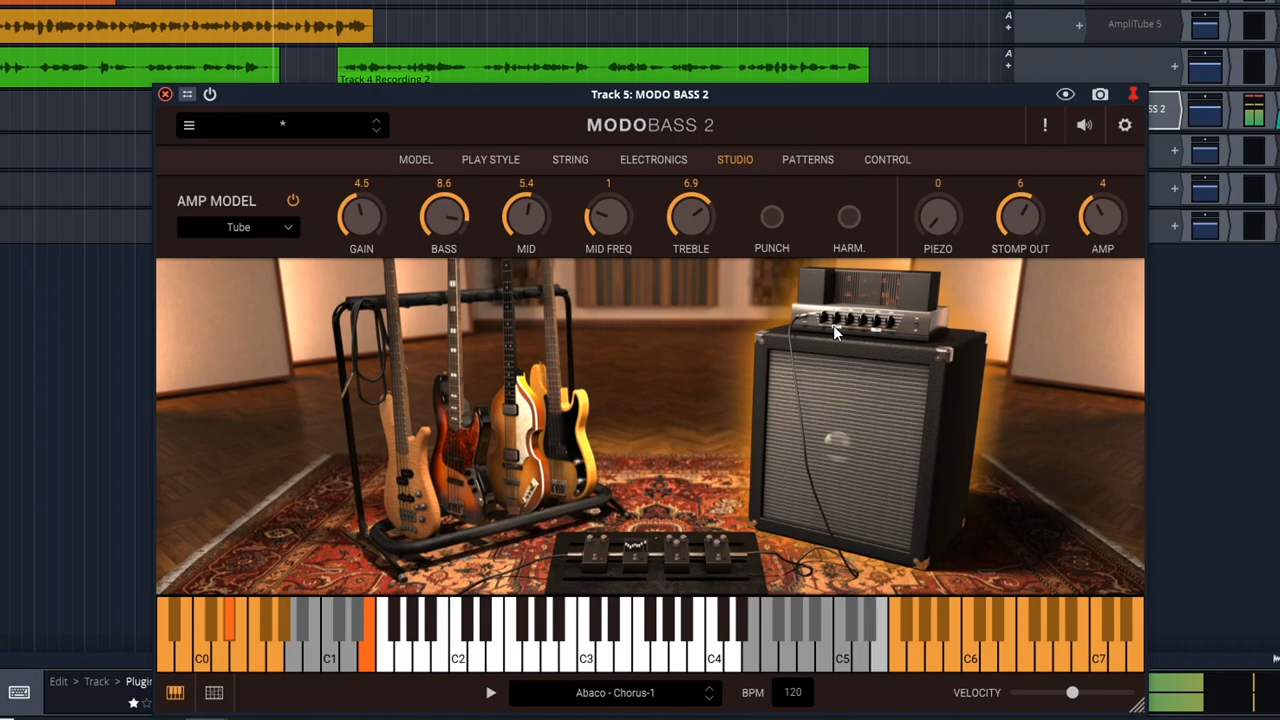 A
AmpliTube 5
Track 4 Recording 2
A
Track 5: MODO BASS 2
SS 2
*
MODOBASS 2
MODEL PLAY STYLE STRING ELECTRONICS STUDIO PATTERNS CONTROL
4.5 8.6 5.4 1 6.9 0 6 4
AMP MODEL
Tube
GAIN BASS MID MID FREQ TREBLE PUNCH HARM. PIEZO STOMP OUT AMP
C0 C1 C2 C3 C4 C5 C6 C7
Edit > Track > Plugin
Abaco - Chorus-1 BPM 120 VELOCITY